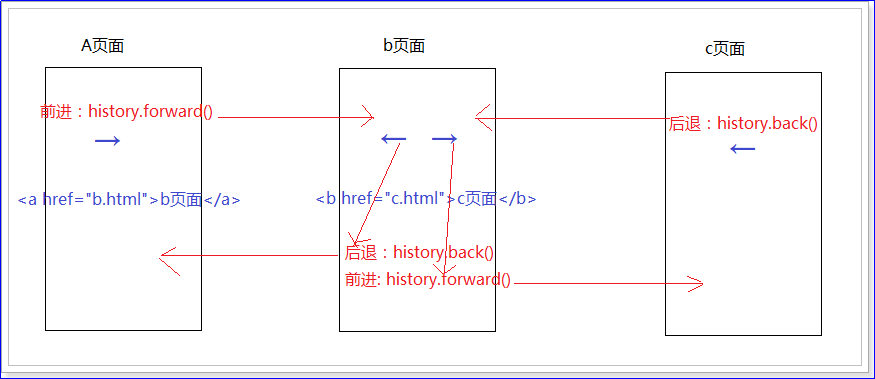 A页面
b页面
c页面
前进：history.forward()
→
<a href="b.html">b页面</a>
← →
<b href="c.html">c页面</b>
后退：history.back()
前进: history.forward()
后退：history.back()
←